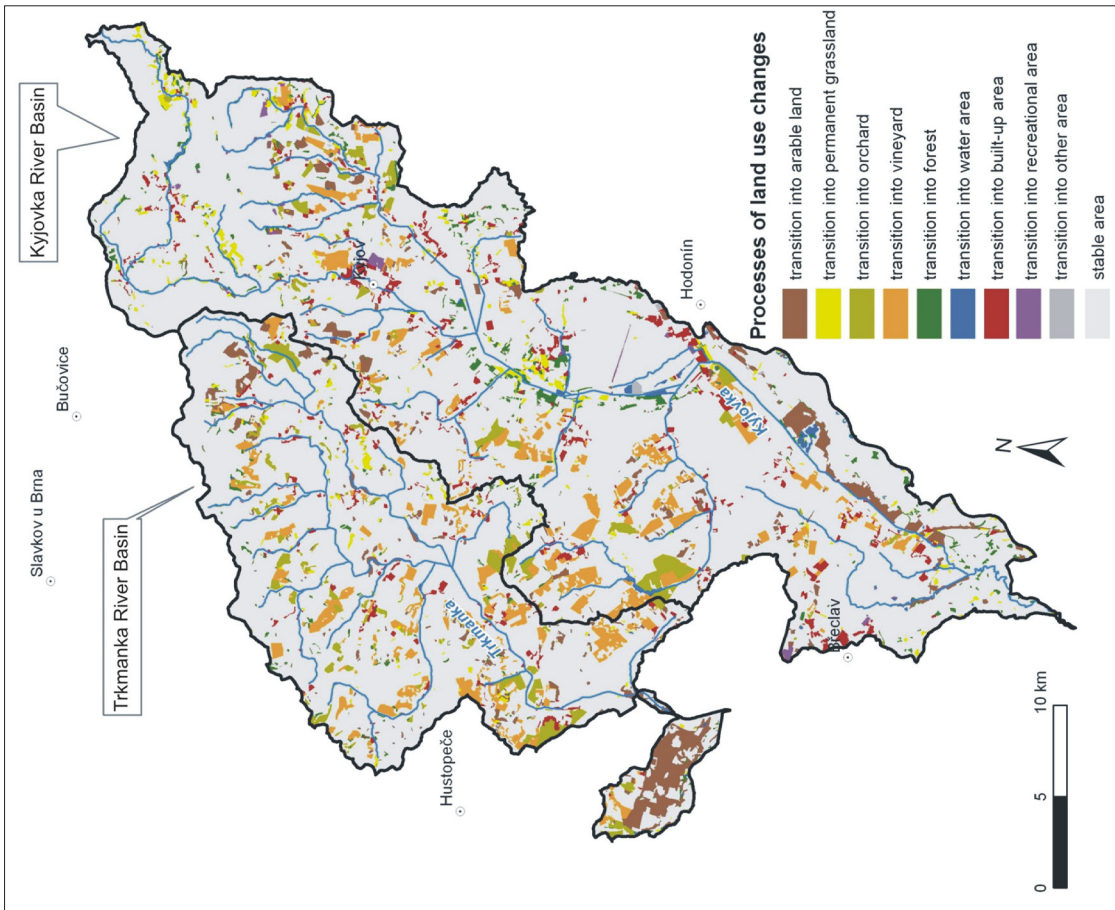 Kyjovka River Basin
Bučovice
Slavkov u Brna
Trkmanka River Basin
Kyjov
Hodonín
Kyjovka
Trkmanka
Hustopeče
Břeclav
N
0 5 10 km
Processes of land use changes
transition into arable land
transition into permanent grassland
transition into orchard
transition into vineyard
transition into forest
transition into water area
transition into built-up area
transition into recreational area
transition into other area
stable area